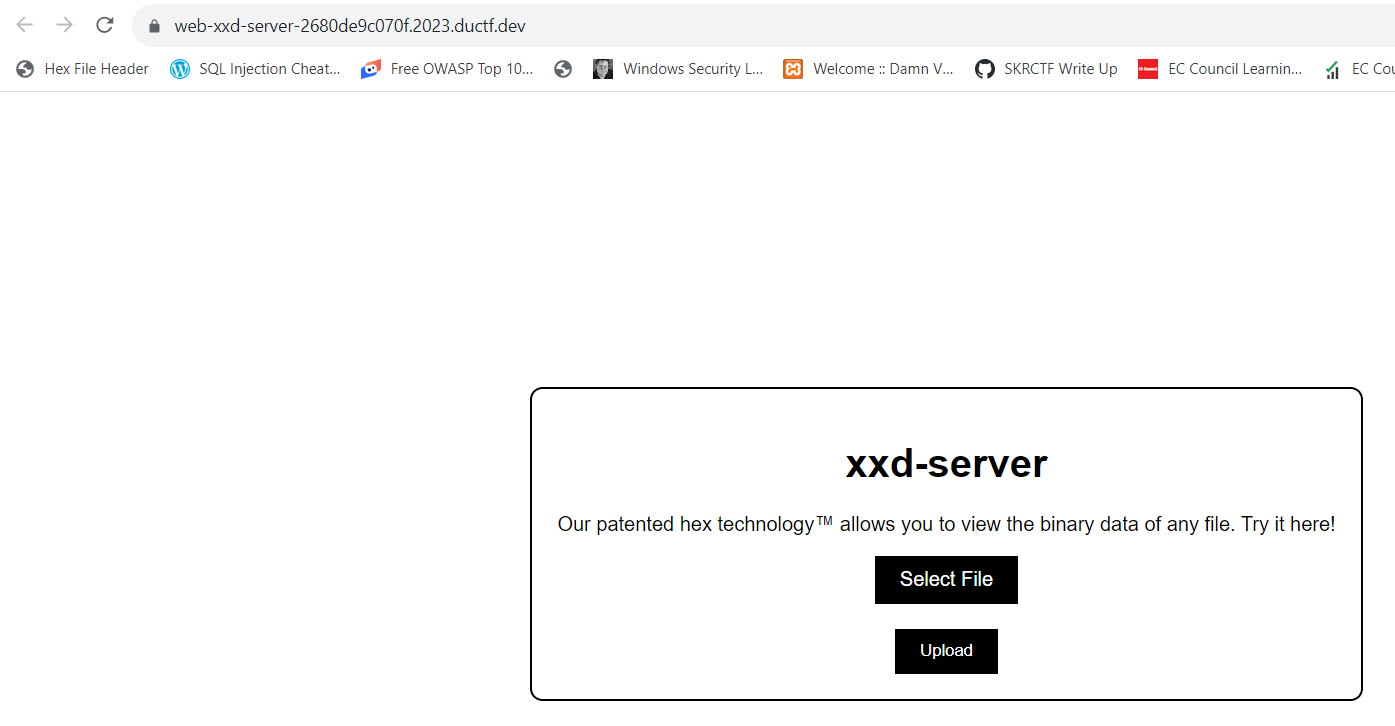 web-xxd-server-2680de9c070f.2023.ductf.dev
Hex File Header SQL Injection Cheat... Free OWASP Top 10... Windows Security L... Welcome :: Damn V... SKRCTF Write Up EC Council Learnin... EC Cou
xxd-server
Our patented hex technology™ allows you to view the binary data of any file. Try it here!
Select File
Upload